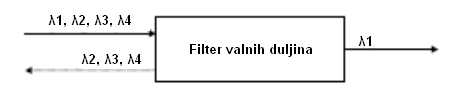 λ1, λ2, λ3, λ4
Filter valnih duljina
λ1
λ2, λ3, λ4